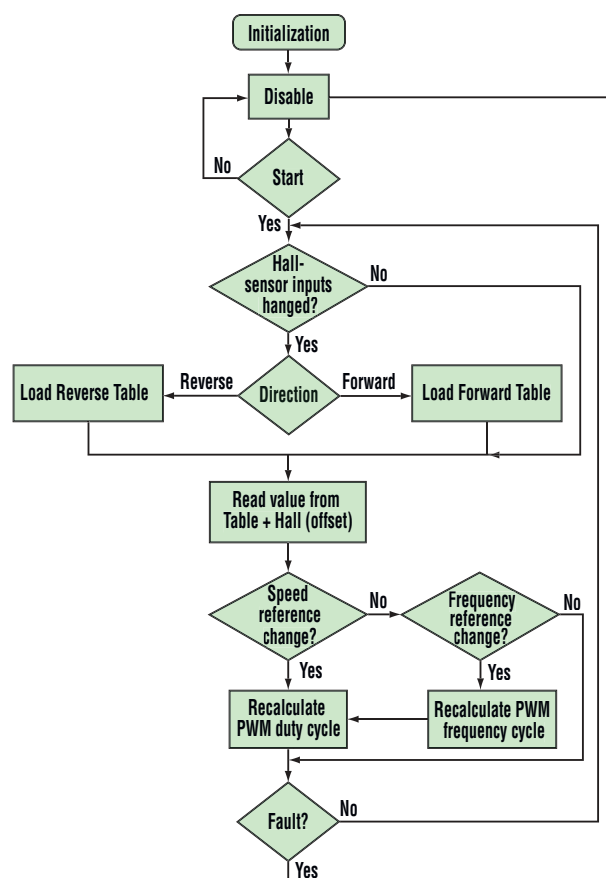 Initialization
Disable
No
Start
Yes
Hall-
sensor inputs
hanged?
No
Yes
Load Reverse Table
Reverse
Direction
Forward
Load Forward Table
Read value from
Table + Hall (offset)
Speed
reference
change?
No
Frequency
reference
change?
No
Yes
Yes
Recalculate
PWM duty cycle
Recalculate PWM
frequency cycle
Fault?
No
Yes